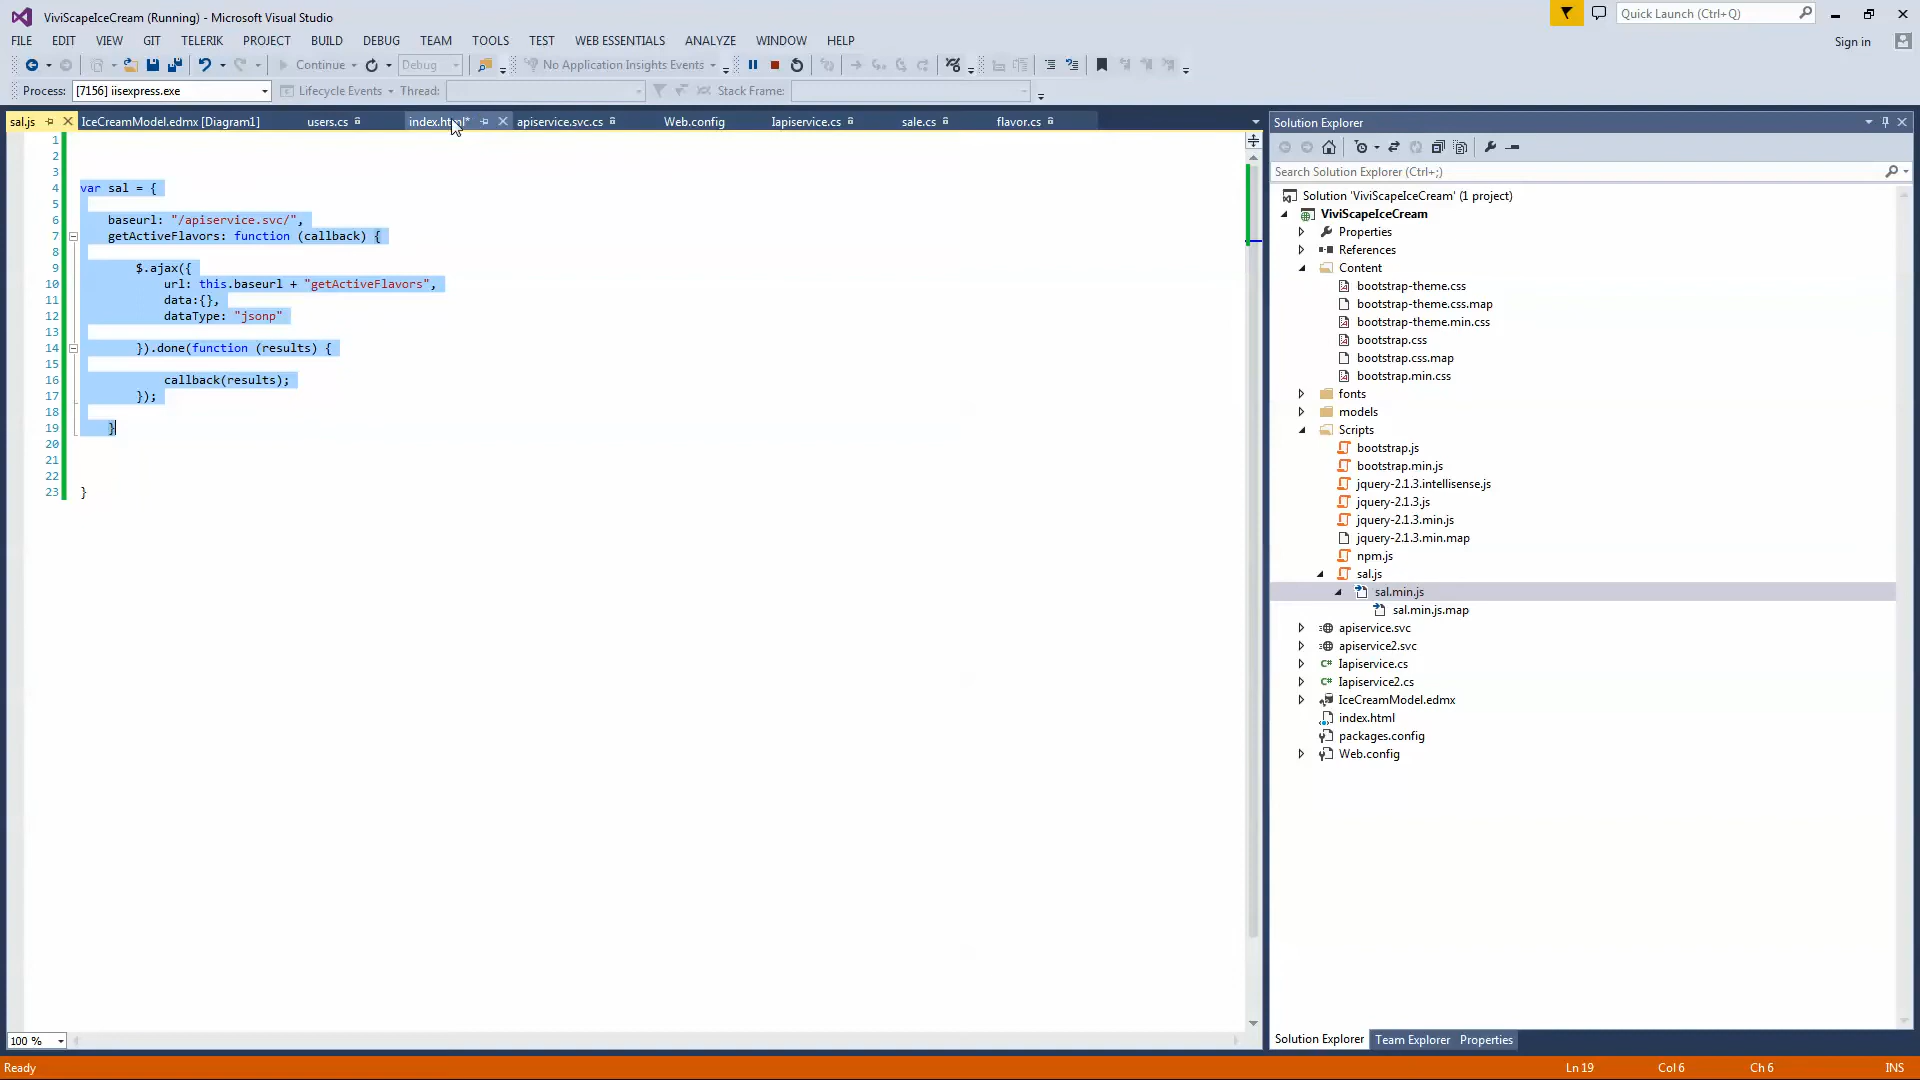 ViviScapeIceCream (Running) - Microsoft Visual Studio
Quick Launch (Ctrl+Q)
FILE EDIT VIEW GIT TELERIK PROJECT BUILD DEBUG TEAM TOOLS TEST WEB ESSENTIALS ANALYZE WINDOW HELP
Sign in
Continue Debug No Application Insights Events
Process: [7156] iisexpress.exe Lifecycle Events Thread: Stack Frame:
sal.js IceCreamModel.edmx [Diagram1] users.cs index.html* apiservice.svc.cs Web.config Iapiservice.cs sale.cs flavor.cs
1
2
3
4 var sal = {
5
6 baseurl: "/apiservice.svc/",
7 getActiveFlavors: function (callback) {
8
9 $.ajax({
10 url: this.baseurl + "getActiveFlavors",
11 data:{},
12 dataType: "jsonp"
13
14 }).done(function (results) {
15
16 callback(results);
17 });
18
19 }
20
21
22
23 }
100 %
Solution Explorer
Search Solution Explorer (Ctrl+;)
Solution 'ViviScapeIceCream' (1 project)
ViviScapeIceCream
Properties
References
Content
bootstrap-theme.css
bootstrap-theme.css.map
bootstrap-theme.min.css
bootstrap.css
bootstrap.css.map
bootstrap.min.css
fonts
models
Scripts
bootstrap.js
bootstrap.min.js
jquery-2.1.3.intellisense.js
jquery-2.1.3.js
jquery-2.1.3.min.js
jquery-2.1.3.min.map
npm.js
sal.js
sal.min.js
sal.min.js.map
apiservice.svc
apiservice2.svc
C# Iapiservice.cs
C# Iapiservice2.cs
IceCreamModel.edmx
index.html
packages.config
Web.config
Solution Explorer Team Explorer Properties
Ready Ln 19 Col 6 Ch 6 INS